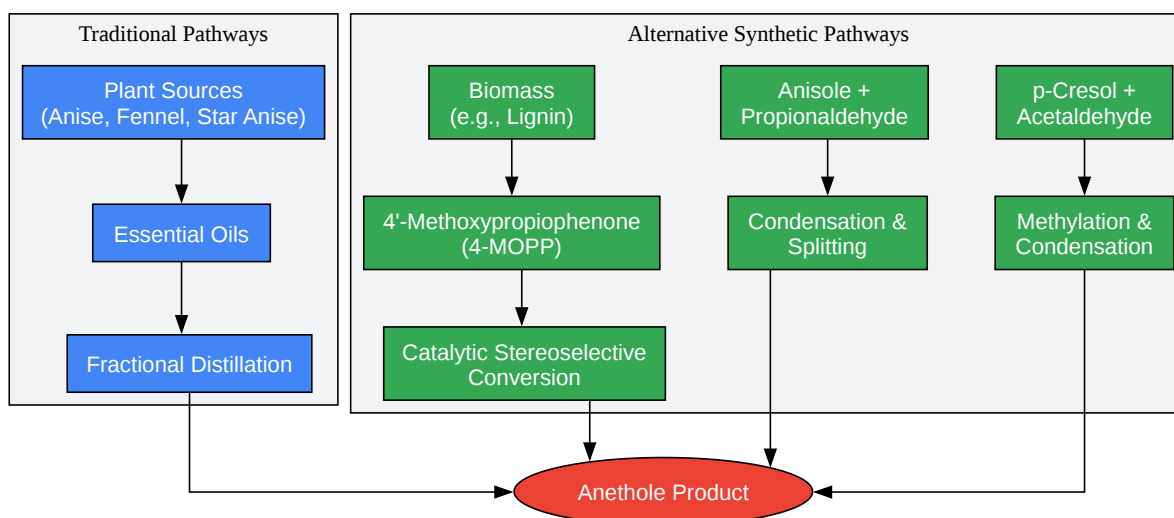 Traditional Pathways
Plant Sources
(Anise, Fennel, Star Anise)
Essential Oils
Fractional Distillation
Alternative Synthetic Pathways
Biomass
(e.g., Lignin)
4'-Methoxypropiophenone
(4-MOPP)
Catalytic Stereoselective
Conversion
Anisole +
Propionaldehyde
Condensation &
Splitting
p-Cresol +
Acetaldehyde
Methylation &
Condensation
Anethole Product